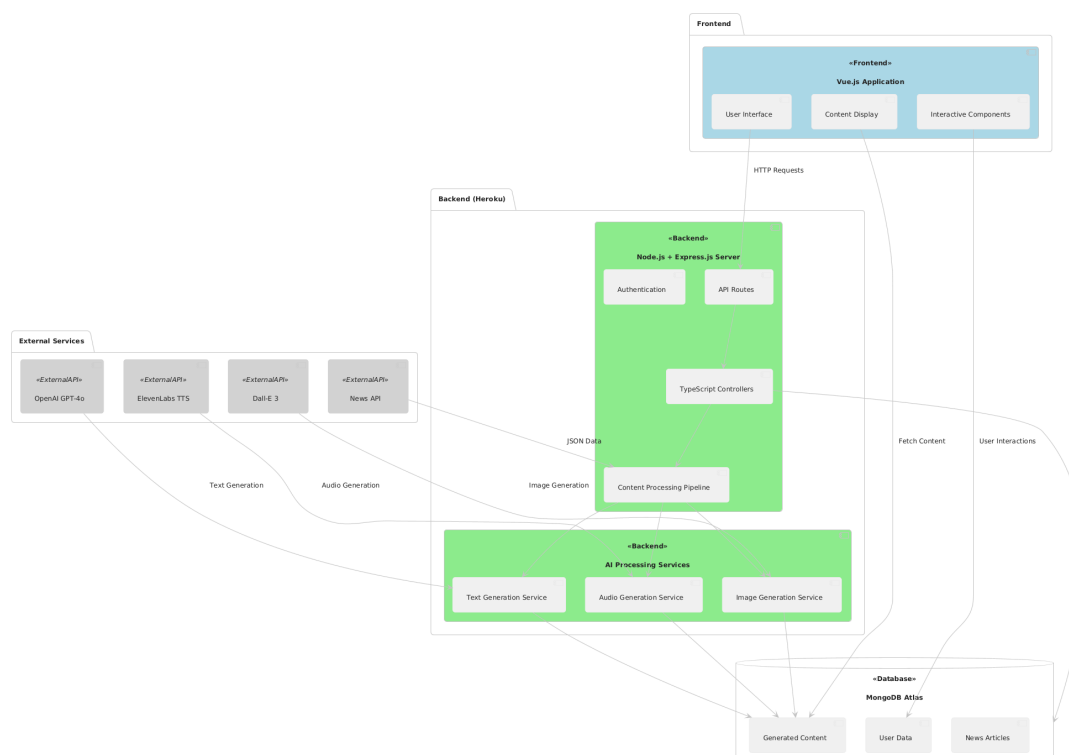 Frontend
«Frontend»
Vue.js Application
User Interface
Content Display
Interactive Components
HTTP Requests
Backend (Heroku)
«Backend»
Node.js + Express.js Server
Authentication
API Routes
External Services
«ExternalAPI»
OpenAI GPT-4o
«ExternalAPI»
ElevenLabs TTS
«ExternalAPI»
Dall-E 3
«ExternalAPI»
News API
TypeScript Controllers
JSON Data
Fetch Content
User Interactions
Text Generation
Audio Generation
Image Generation
Content Processing Pipeline
«Backend»
AI Processing Services
Text Generation Service
Audio Generation Service
Image Generation Service
«Database»
MongoDB Atlas
Generated Content
User Data
News Articles